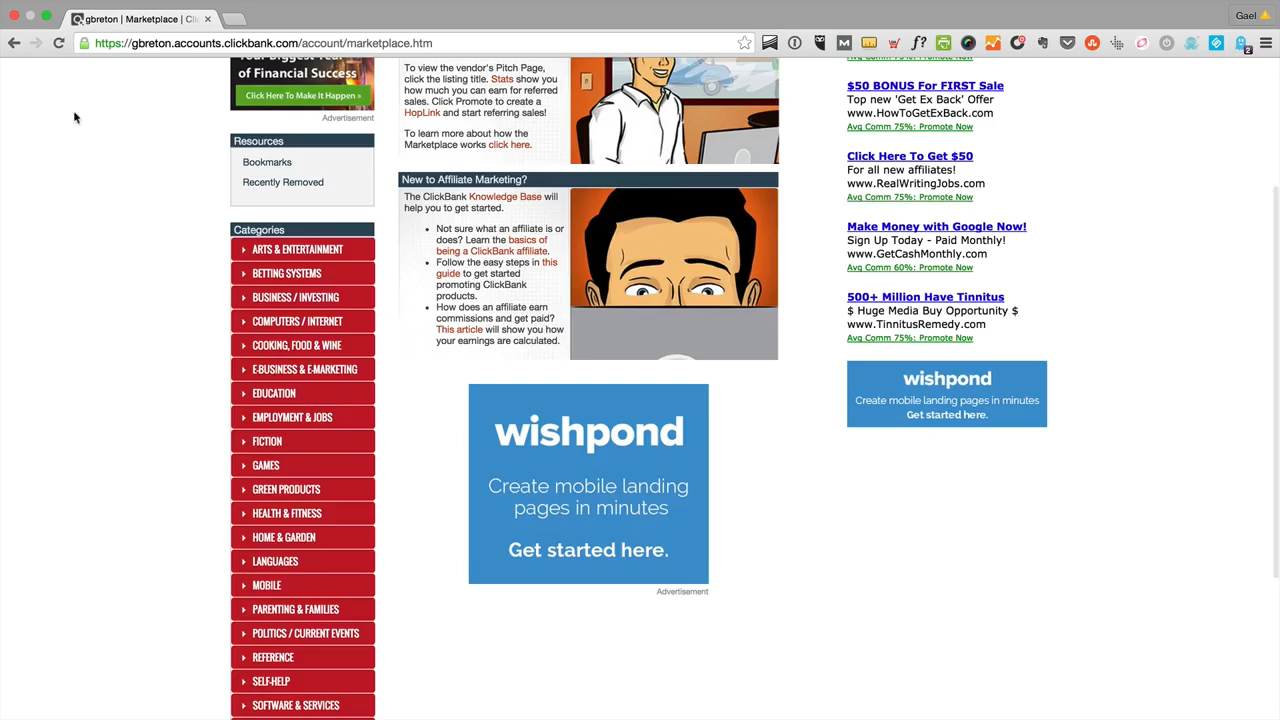 gbreton | Marketplace | Cli
Gael
https://gbreton.accounts.clickbank.com/account/marketplace.htm
Your Biggest Year
of Financial Success
Click Here To Make It Happen »
Advertisement
Resources
Bookmarks
Recently Removed
Categories
ARTS & ENTERTAINMENT
BETTING SYSTEMS
BUSINESS / INVESTING
COMPUTERS / INTERNET
COOKING, FOOD & WINE
E-BUSINESS & E-MARKETING
EDUCATION
EMPLOYMENT & JOBS
FICTION
GAMES
GREEN PRODUCTS
HEALTH & FITNESS
HOME & GARDEN
LANGUAGES
MOBILE
PARENTING & FAMILIES
POLITICS / CURRENT EVENTS
REFERENCE
SELF-HELP
SOFTWARE & SERVICES
To view the vendor's Pitch Page,
click the listing title. Stats show you
how much you can earn for referred
sales. Click Promote to create a
HopLink and start referring sales!
To learn more about how the
Marketplace works click here.
New to Affiliate Marketing?
The ClickBank Knowledge Base will
help you to get started.
• Not sure what an affiliate is or
does? Learn the basics of
being a ClickBank affiliate.
• Follow the easy steps in this
guide to get started
promoting ClickBank
products.
• How does an affiliate earn
commissions and get paid?
This article will show you how
your earnings are calculated.
wishpond
Create mobile landing
pages in minutes
Get started here.
Advertisement
Avg Comm 75%: Promote Now
$50 BONUS For FIRST Sale
Top new 'Get Ex Back' Offer
www.HowToGetExBack.com
Avg Comm 75%: Promote Now
Click Here To Get $50
For all new affiliates!
www.RealWritingJobs.com
Avg Comm 75%: Promote Now
Make Money with Google Now!
Sign Up Today - Paid Monthly!
www.GetCashMonthly.com
Avg Comm 60%: Promote Now
500+ Million Have Tinnitus
$ Huge Media Buy Opportunity $
www.TinnitusRemedy.com
Avg Comm 75%: Promote Now
wishpond
Create mobile landing pages in minutes
Get started here.